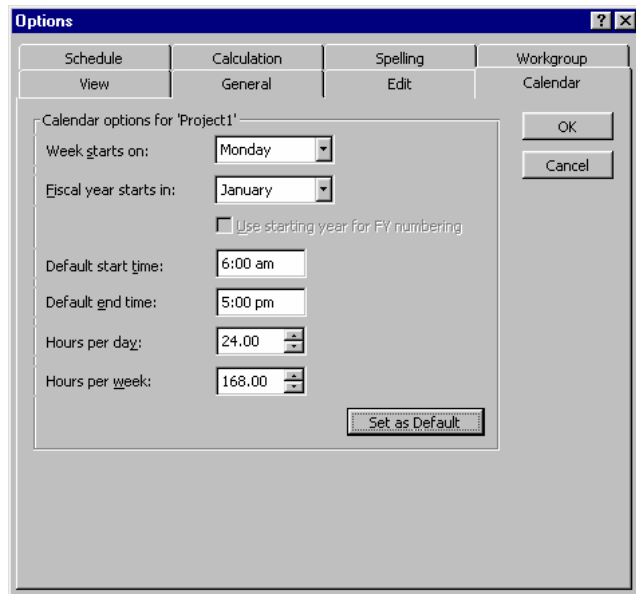 Options
Schedule Calculation Spelling Workgroup
View General Edit Calendar
Calendar options for 'Project1'
OK
Week starts on: Monday
Cancel
Fiscal year starts in: January
Use starting year for FY numbering
Default start time: 6:00 am
Default end time: 5:00 pm
Hours per day: 24.00
Hours per week: 168.00
Set as Default